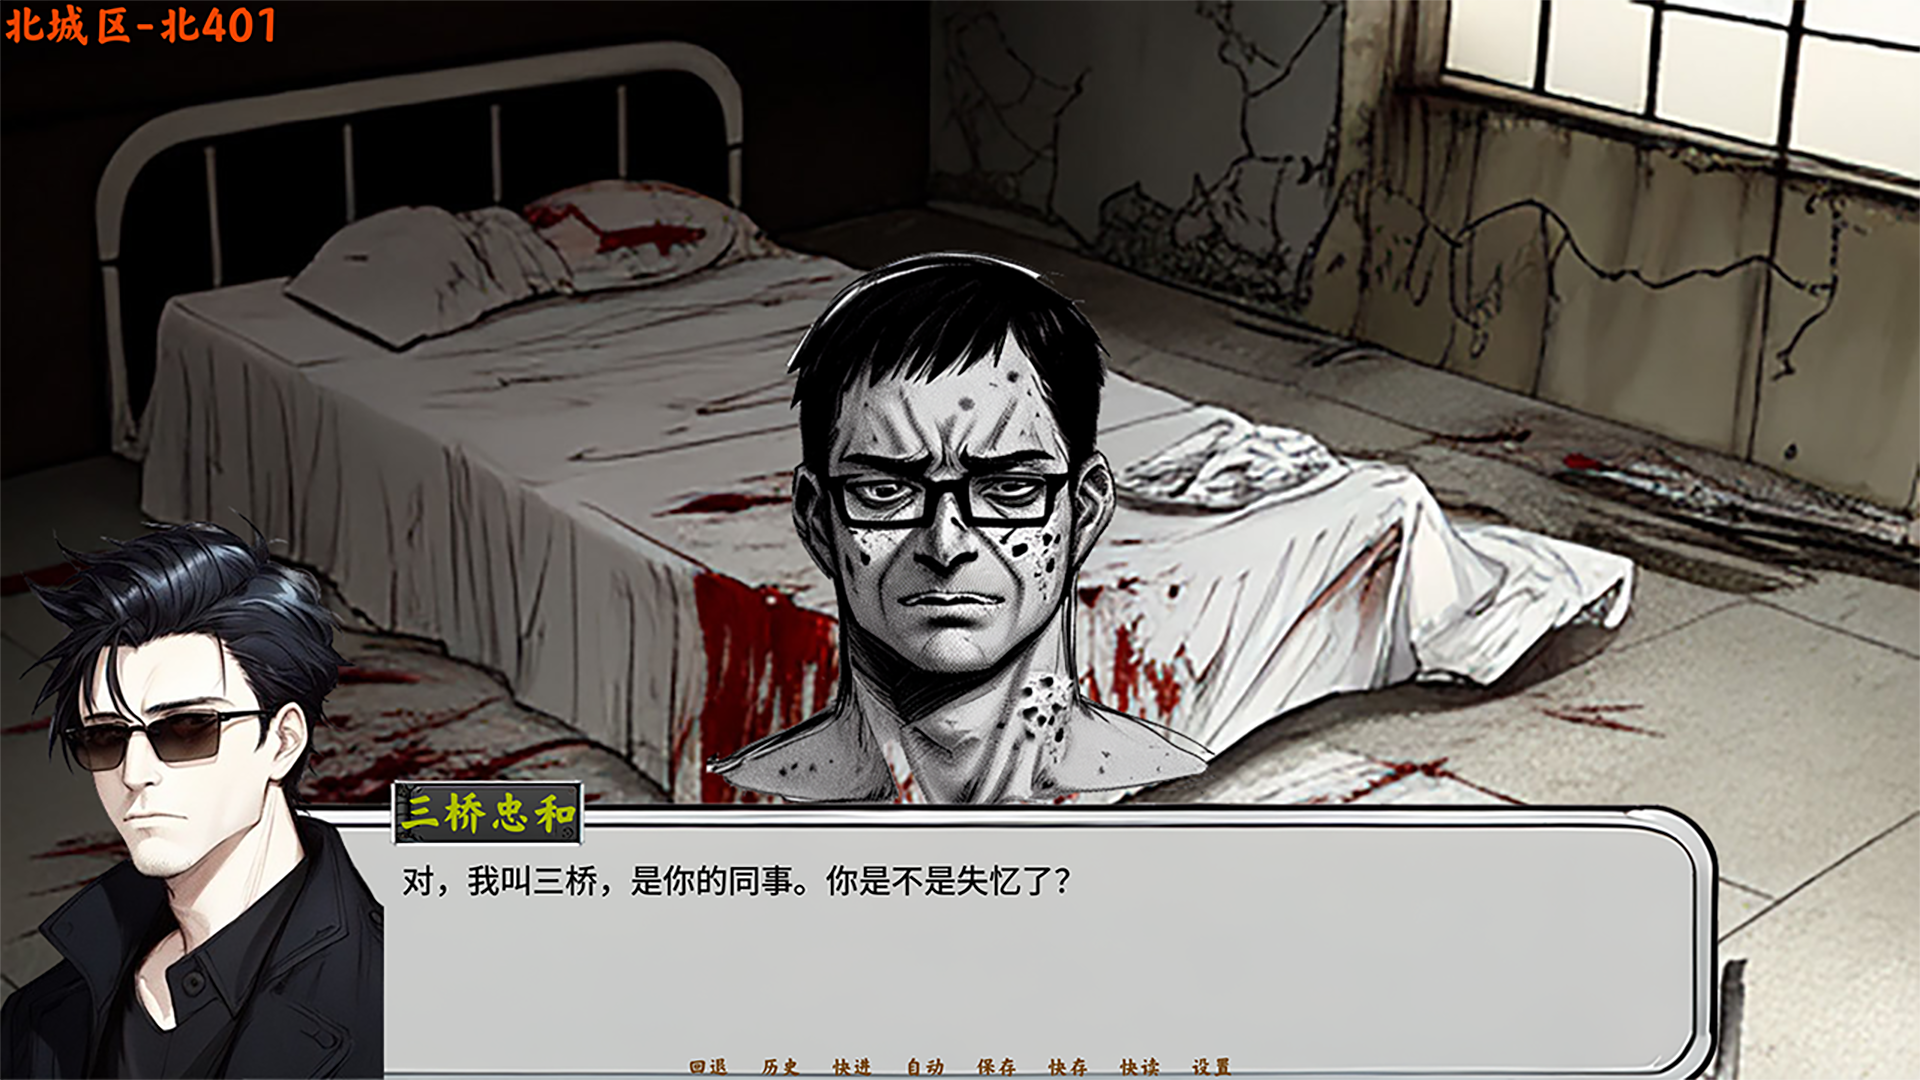 北城区-北401
三桥忠和
对，我叫三桥，是你的同事。你是不是失忆了？
回退 历史 快进 自动 保存 快存 快读 设置